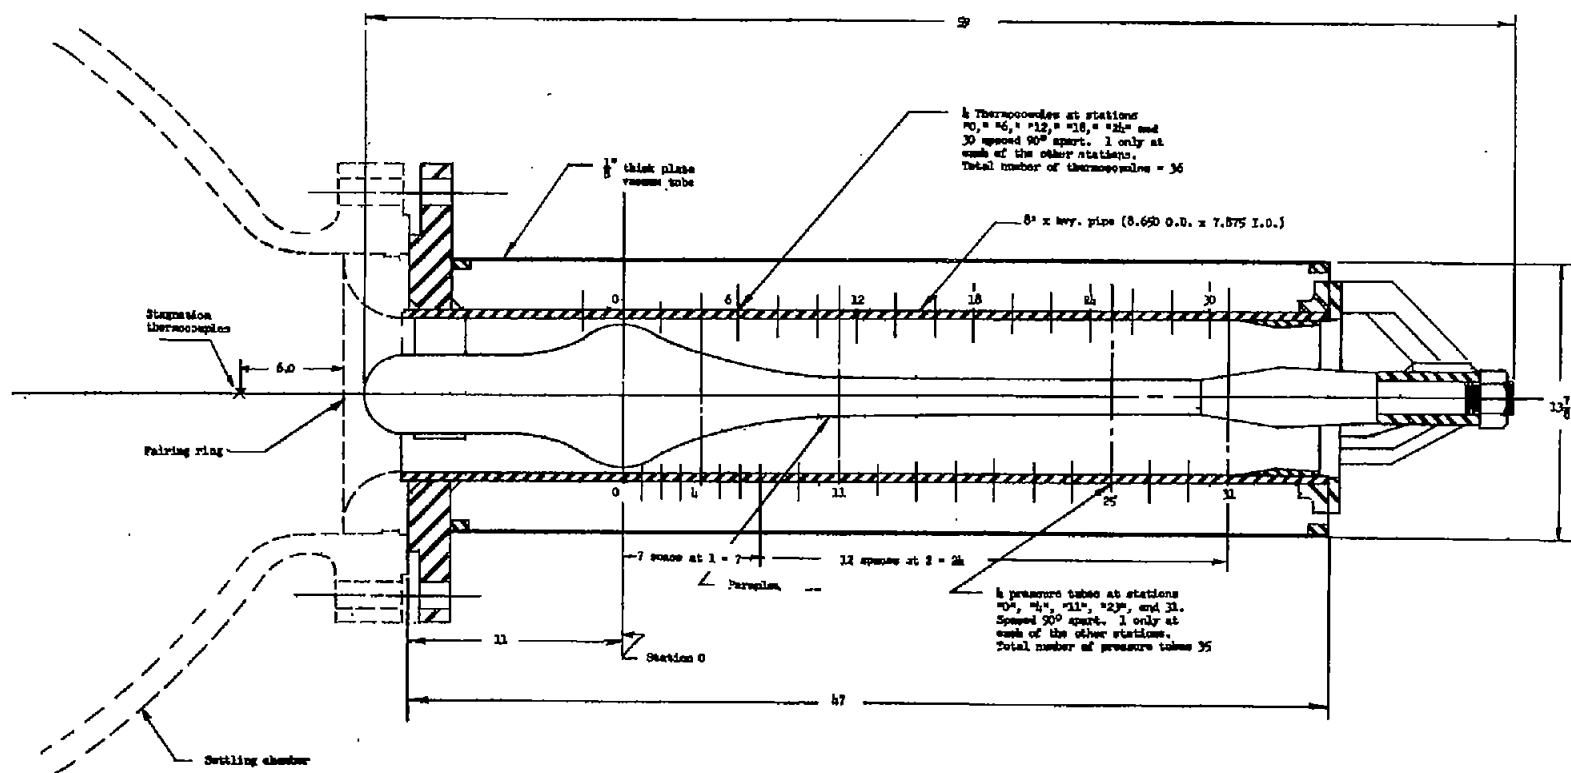 59
4 Thermocouples at stations
"0," "6," "12," "18," "24" and
30 spaced 90° apart. 1 only at
each of the other stations.
Total number of thermocouples = 36
1/8" thick plate
vacuum tube
8" x hvy. pipe (8.650 O.D. x 7.875 I.D.)
0 6 12 18 24 30
Stagnation
thermocouples
6.0
13 7/8
Fairing ring
0 4 11 25 31
7 space at 1 = 7
12 spaces at 2 = 24
4 pressure tubes at stations
"0", "4", "11", and 31.
Spaced 90° apart. 1 only at
each of the other stations.
Total number of pressure tubes 35
11
Station 0
47
Settling chamber